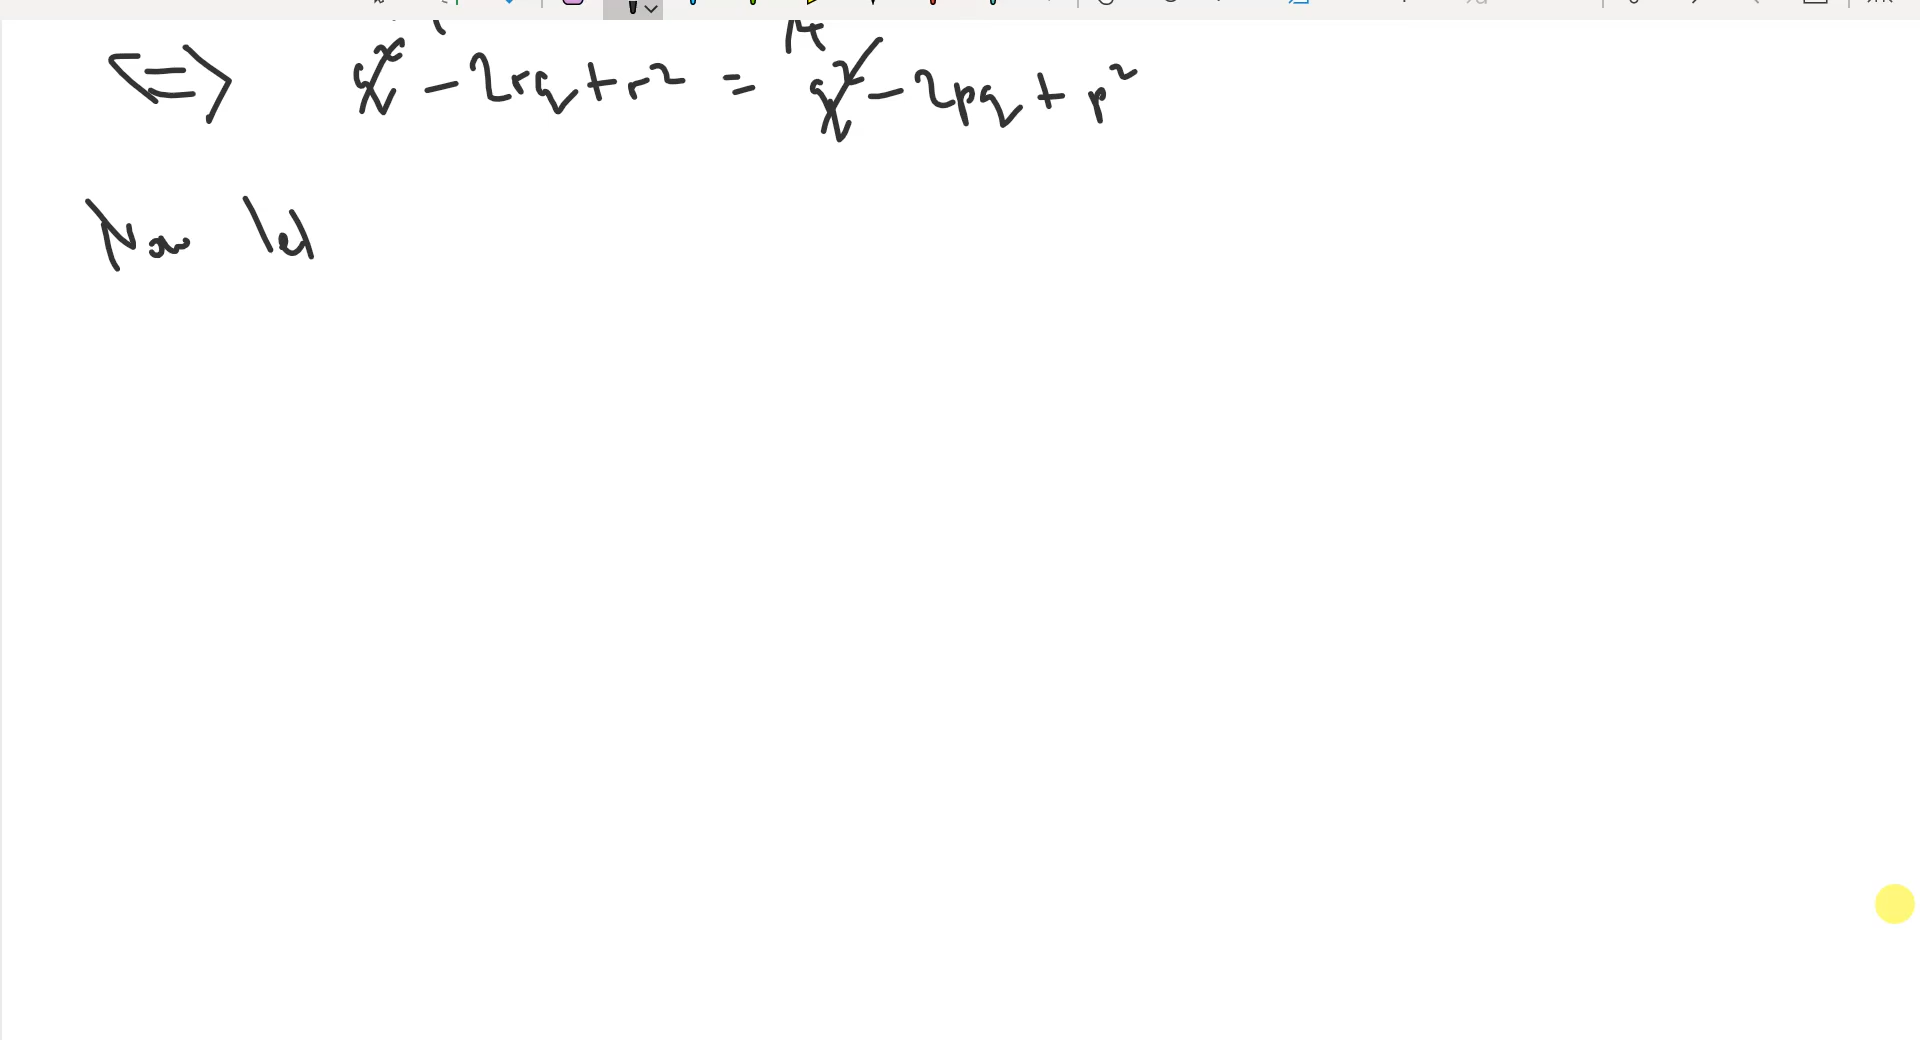 <=> q² - 2rq + r² = q² - 2pq + p²
Now let